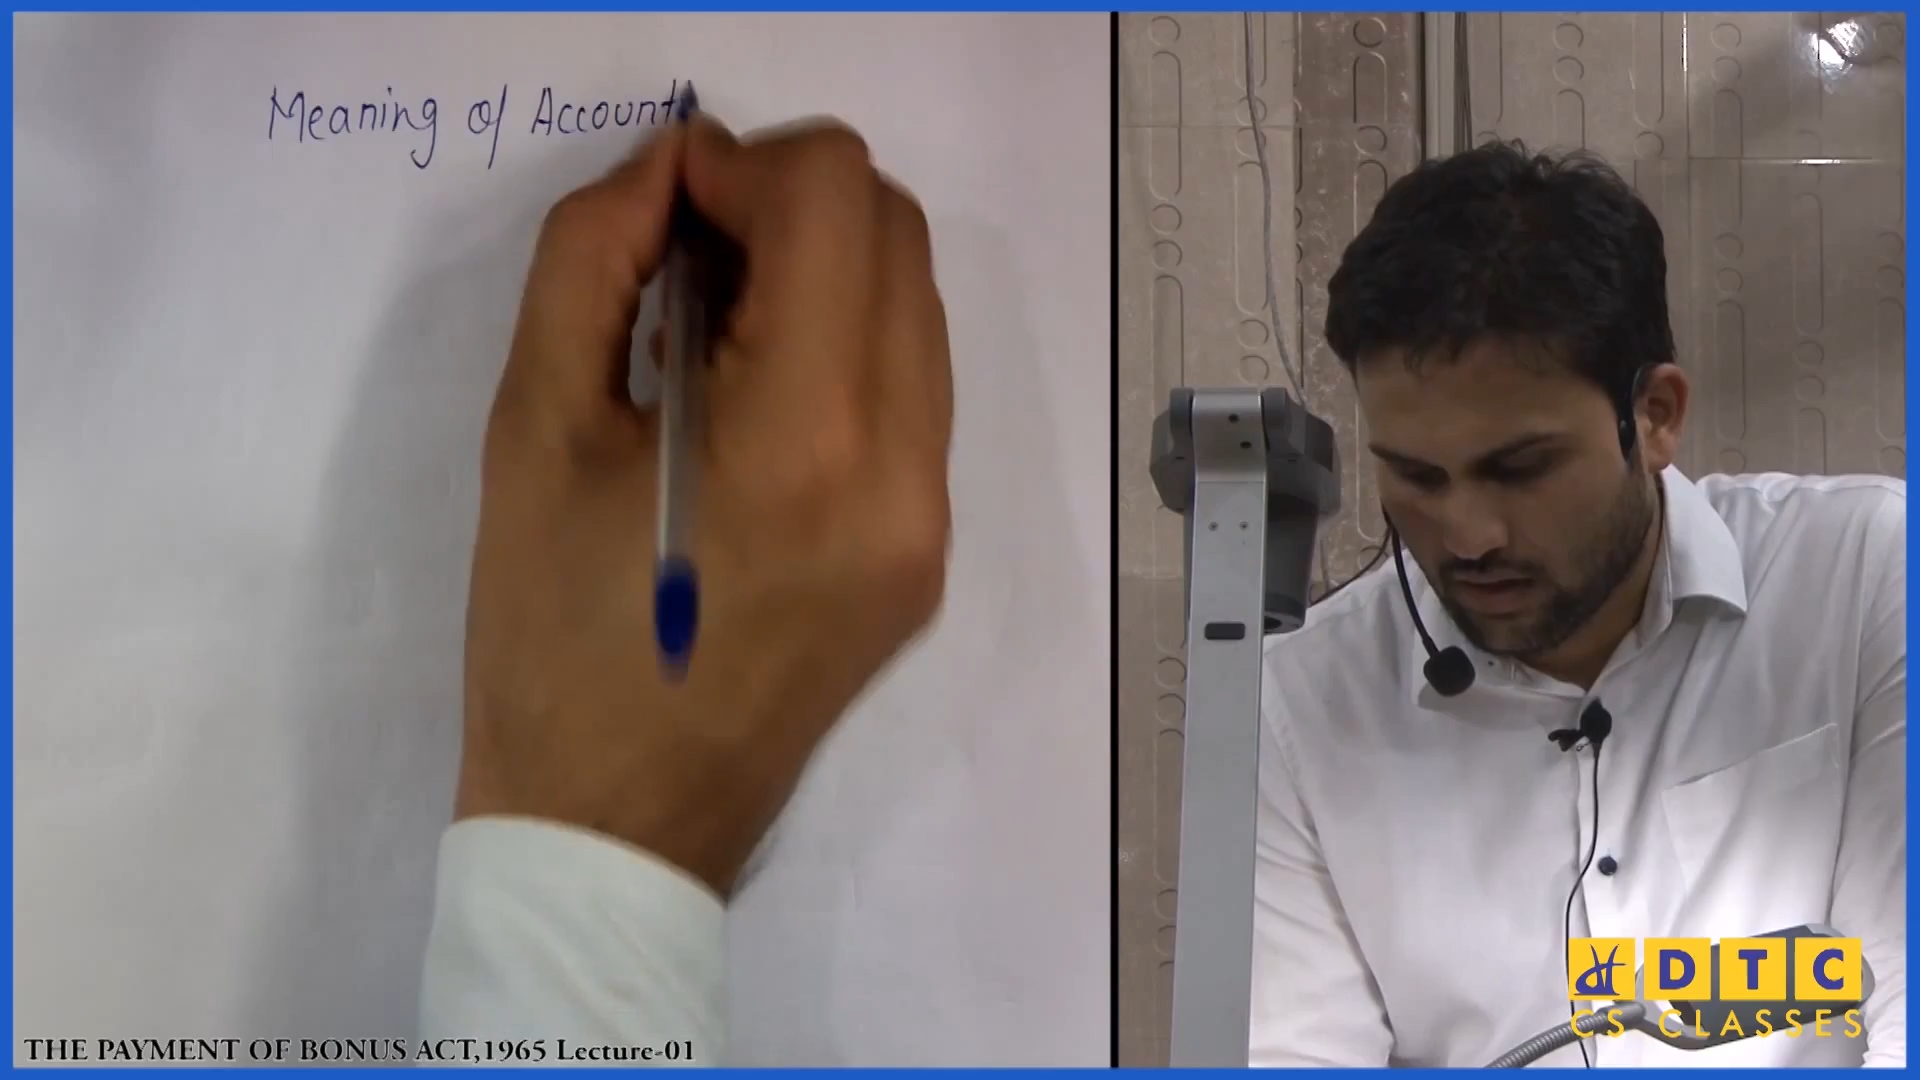 Meaning of Account
THE PAYMENT OF BONUS ACT,1965 Lecture-01
DTC
CS CLASSES